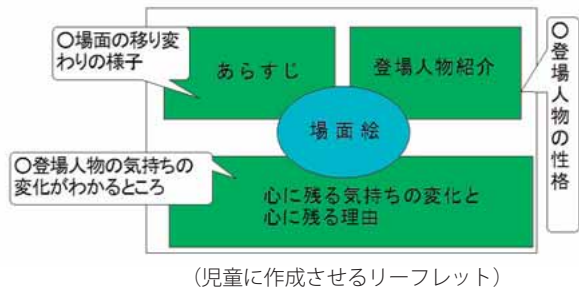 〇場面の移り変
わりの様子
あらすじ
登場人物紹介
〇登場人物の性格
場面絵
〇登場人物の気持ちの
変化がわかるところ
心に残る気持ちの変化と
心に残る理由
(児童に作成させるリーフレット)